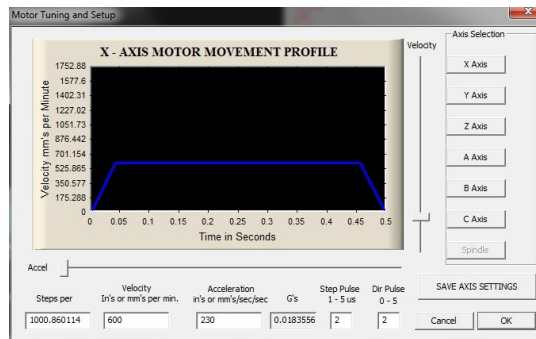 Motor Tuning and Setup
X - AXIS MOTOR MOVEMENT PROFILE
Velocity mm's per Minute
1752.88
1577.6
1402.31
1227.02
1051.73
876.442
701.154
525.865
350.577
175.288
0
0 0.05 0.1 0.15 0.2 0.25 0.3 0.35 0.4 0.45 0.5
Time in Seconds
Velocity
Axis Selection
X Axis
Y Axis
Z Axis
A Axis
B Axis
C Axis
Spindle
Accel
Steps per
1000.860114
Velocity
In's or mm's per min.
600
Acceleration
in's or mm's/sec/sec
230
G's
0.0183556
Step Pulse
1 - 5 us
2
Dir Pulse
0 - 5
2
SAVE AXIS SETTINGS
Cancel
OK